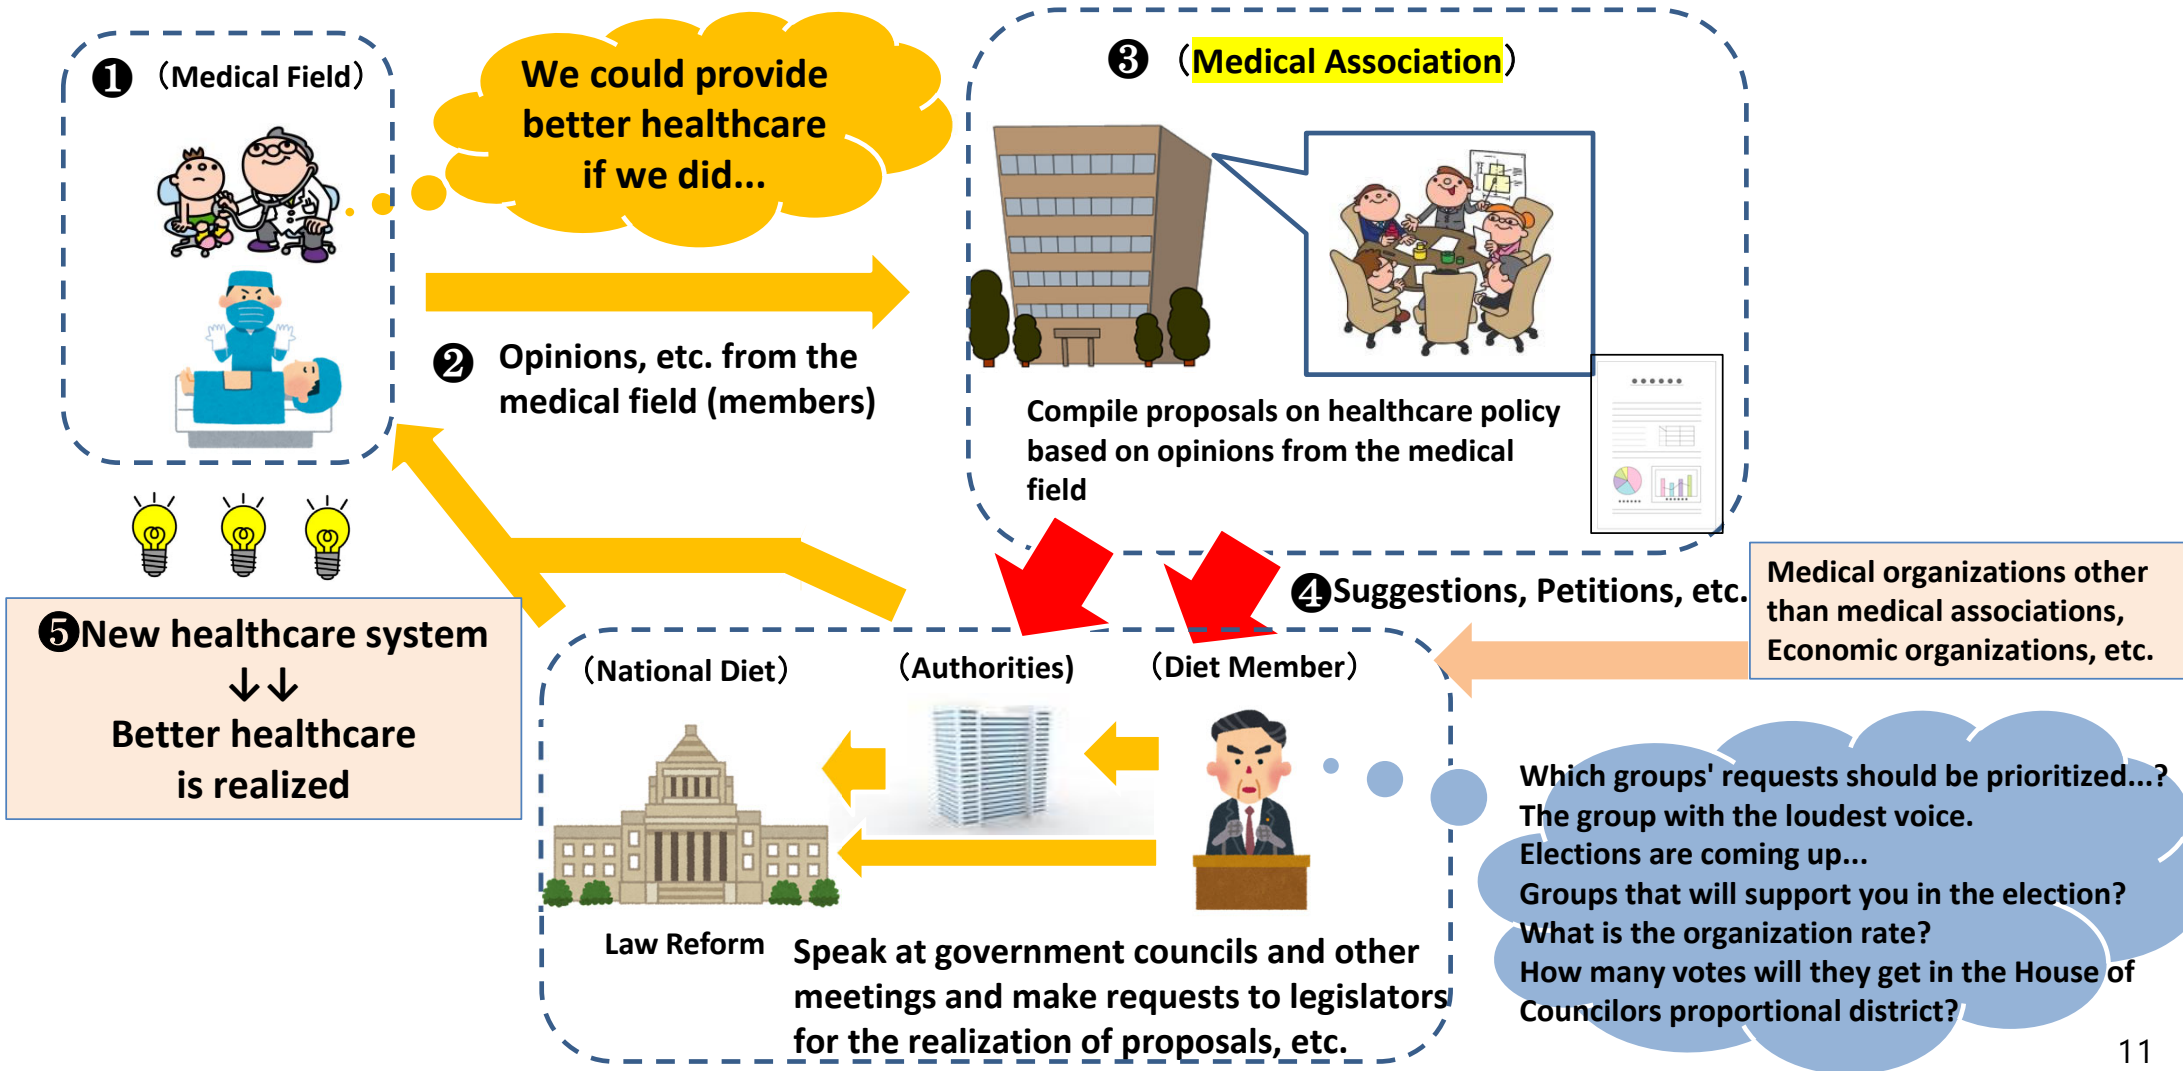 ❶ （Medical Field）
We could provide
better healthcare
if we did...
❷ Opinions, etc. from the
medical field (members)
❸ （Medical Association）
Compile proposals on healthcare policy
based on opinions from the medical
field
❹Suggestions, Petitions, etc.
Medical organizations other
than medical associations,
Economic organizations, etc.
❺New healthcare system
↓↓
Better healthcare
is realized
（National Diet）
（Authorities)
（Diet Member）
Law Reform
Speak at government councils and other
meetings and make requests to legislators
for the realization of proposals, etc.
Which groups' requests should be prioritized...?
The group with the loudest voice.
Elections are coming up...
Groups that will support you in the election?
What is the organization rate?
How many votes will they get in the House of
Councilors proportional district?
11